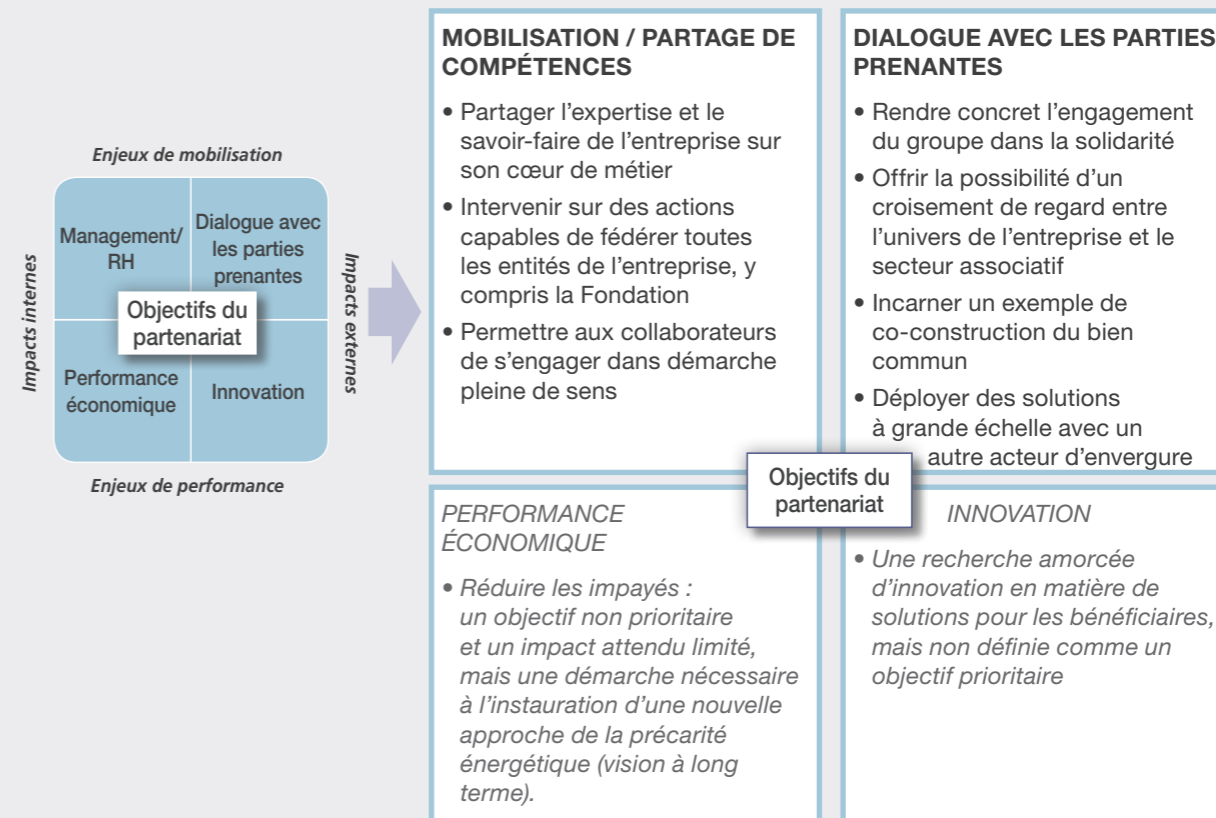 Enjeux de mobilisation
Impacts internes
Management/
RH
Dialogue avec
les parties
prenantes
Objectifs du
partenariat
Performance
économique
Innovation
Impacts externes
Enjeux de performance
MOBILISATION / PARTAGE DE
COMPÉTENCES
• Partager l’expertise et le
savoir-faire de l’entreprise sur
son cœur de métier
• Intervenir sur des actions
capables de fédérer toutes
les entités de l’entreprise, y
compris la Fondation
• Permettre aux collaborateurs
de s’engager dans démarche
pleine de sens
DIALOGUE AVEC LES PARTIES
PRENANTES
• Rendre concret l’engagement
du groupe dans la solidarité
• Offrir la possibilité d’un
croisement de regard entre
l’univers de l’entreprise et le
secteur associatif
• Incarner un exemple de
co-construction du bien
commun
• Déployer des solutions
à grande échelle avec un
autre acteur d’envergure
Objectifs du
partenariat
PERFORMANCE
ÉCONOMIQUE
• Réduire les impayés :
un objectif non prioritaire
et un impact attendu limité,
mais une démarche nécessaire
à l’instauration d’une nouvelle
approche de la précarité
énergétique (vision à long
terme).
INNOVATION
• Une recherche amorcée
d’innovation en matière de
solutions pour les bénéficiaires,
mais non définie comme un
objectif prioritaire